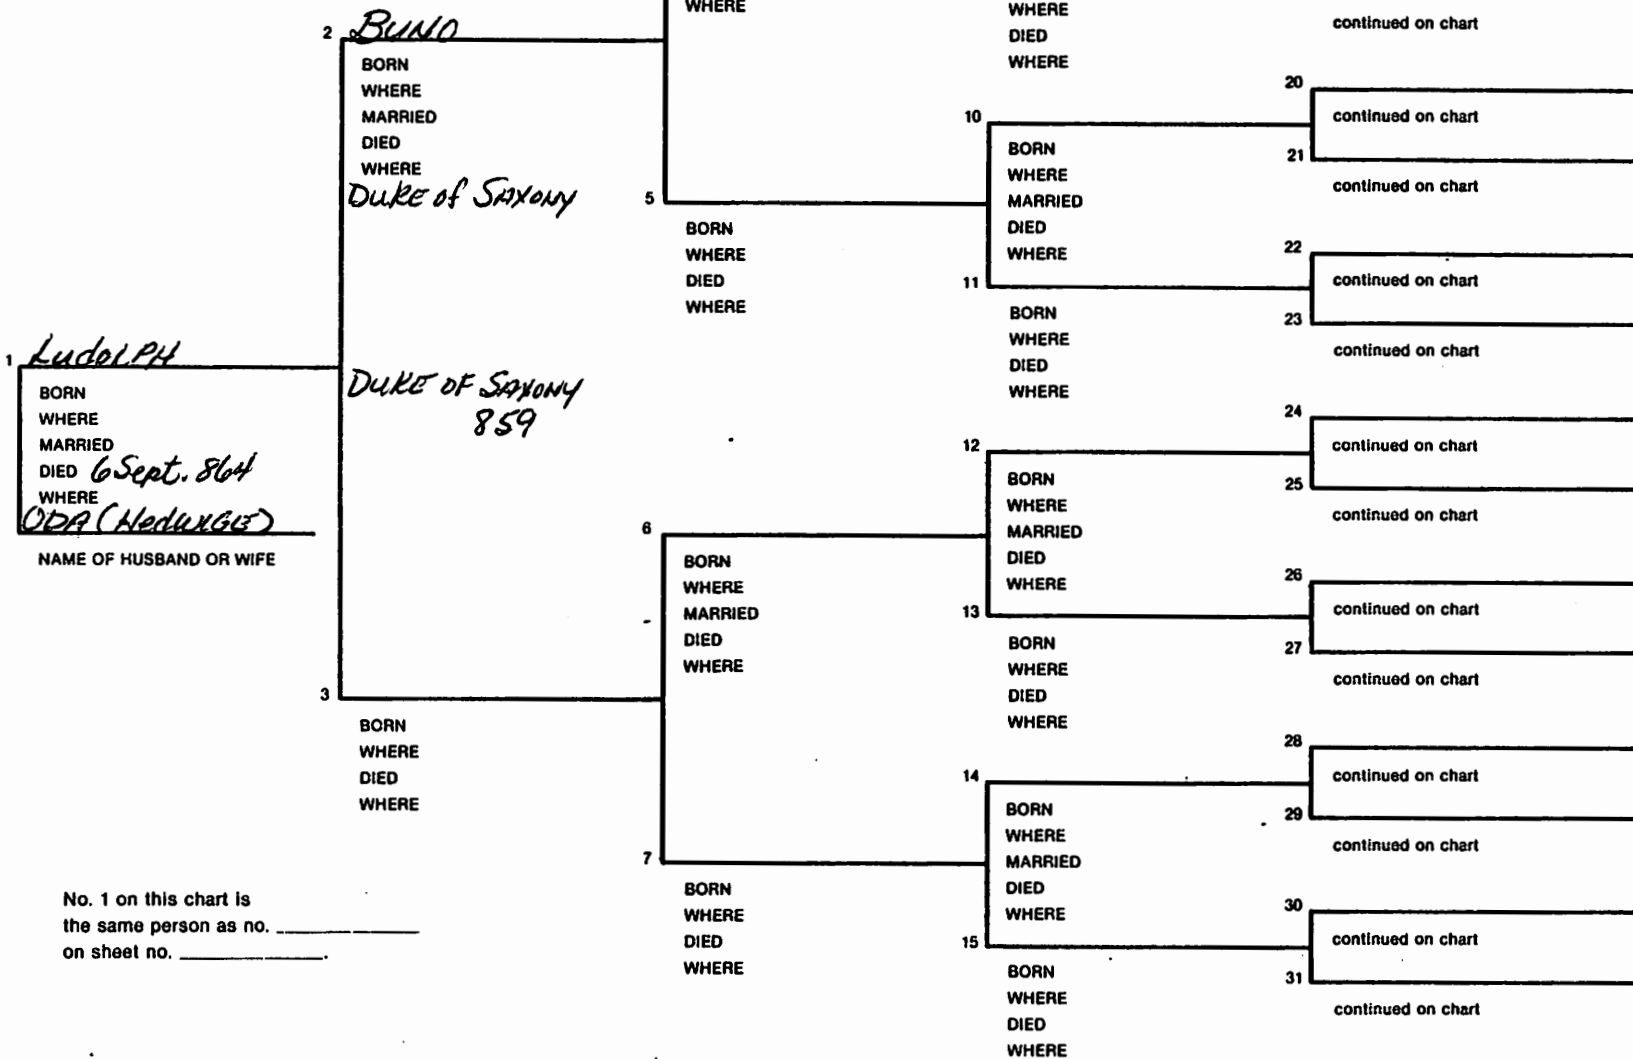 WHERE
2 BUNO
BORN
WHERE
MARRIED
DIED
WHERE
DUKE of SAXONY
1 LudolPH
BORN
WHERE
MARRIED
DIED 6 Sept. 864
WHERE
ODA (HedwiGE)
NAME OF HUSBAND OR WIFE
DUKE OF SAXONY
859
3
BORN
WHERE
DIED
WHERE
5
BORN
WHERE
DIED
WHERE
6
BORN
WHERE
MARRIED
DIED
WHERE
7
BORN
WHERE
DIED
WHERE
WHERE
DIED
WHERE
10
BORN
WHERE
MARRIED
DIED
WHERE
11
BORN
WHERE
DIED
WHERE
12
BORN
WHERE
MARRIED
DIED
WHERE
13
BORN
WHERE
DIED
WHERE
14
BORN
WHERE
MARRIED
DIED
WHERE
15
BORN
WHERE
DIED
WHERE
continued on chart
20
continued on chart
21
continued on chart
22
continued on chart
23
continued on chart
24
continued on chart
25
continued on chart
26
continued on chart
27
continued on chart
28
continued on chart
29
continued on chart
30
continued on chart
31
continued on chart
No. 1 on this chart is
the same person as no.
on sheet no.